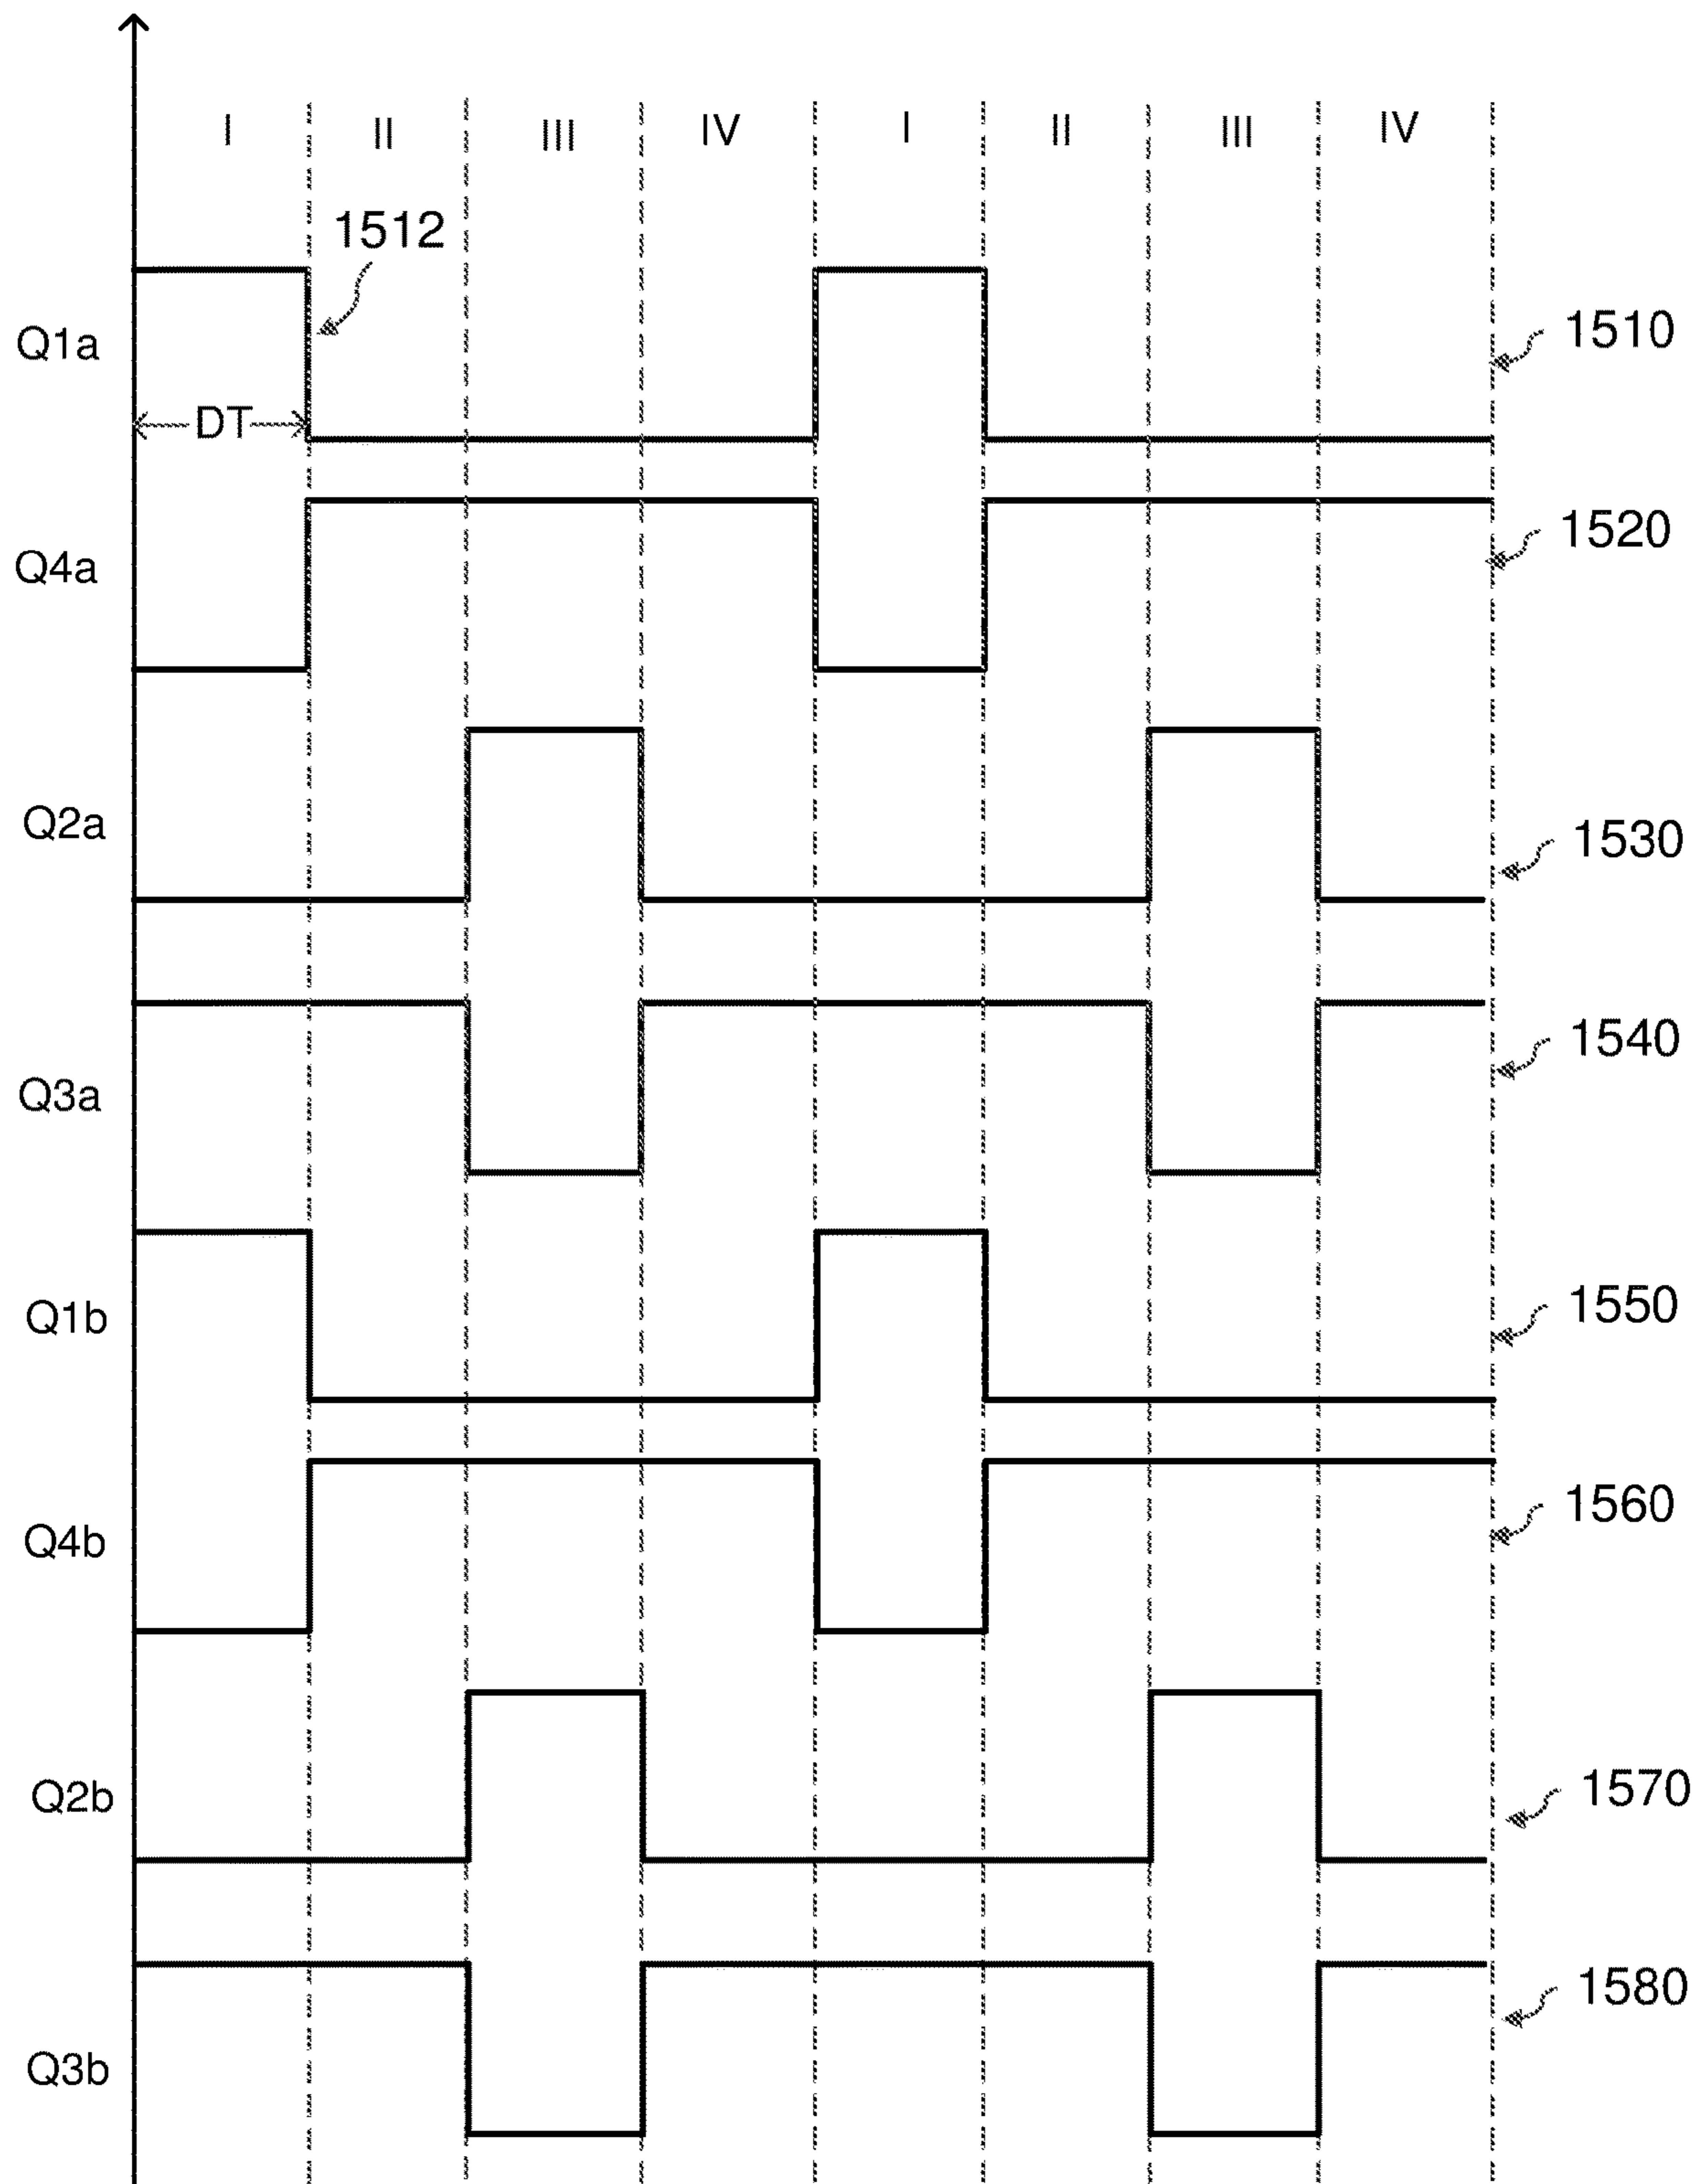 I II III IV I II III IV
1512
Q1a
1510
DT
Q4a
1520
Q2a
1530
Q3a
1540
Q1b
1550
Q4b
1560
Q2b
1570
Q3b
1580